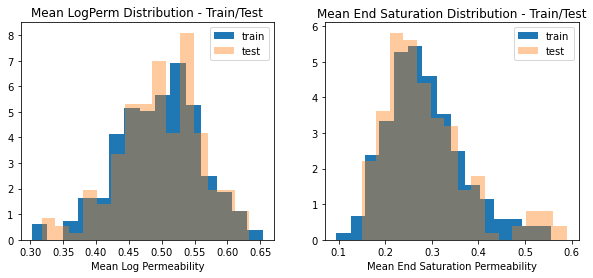 Mean LogPerm Distribution - Train/Test
8
7
6
5
4
3
2
1
0
0.30 0.35 0.40 0.45 0.50 0.55 0.60 0.65
Mean Log Permeability
train
test
Mean End Saturation Distribution - Train/Test
6
5
4
3
2
1
0
0.1 0.2 0.3 0.4 0.5 0.6
Mean End Saturation Permeability
train
test